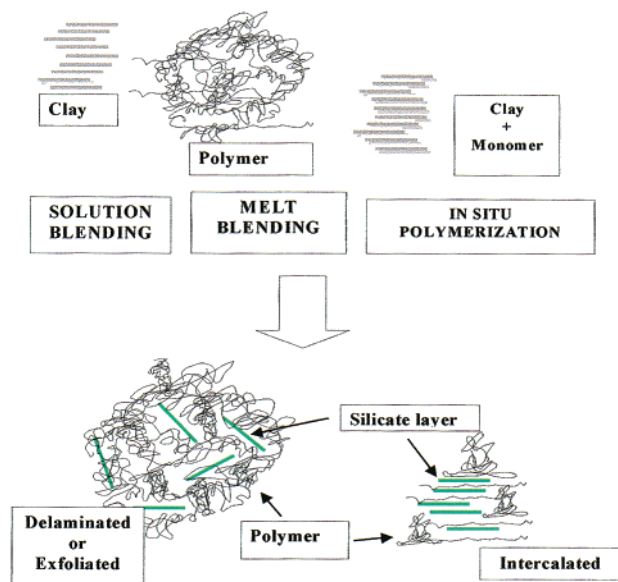 Clay
Polymer
Clay
+
Monomer
SOLUTION
BLENDING
MELT
BLENDING
IN SITU
POLYMERIZATION
Silicate layer
Delaminated
or
Exfoliated
Polymer
Intercalated